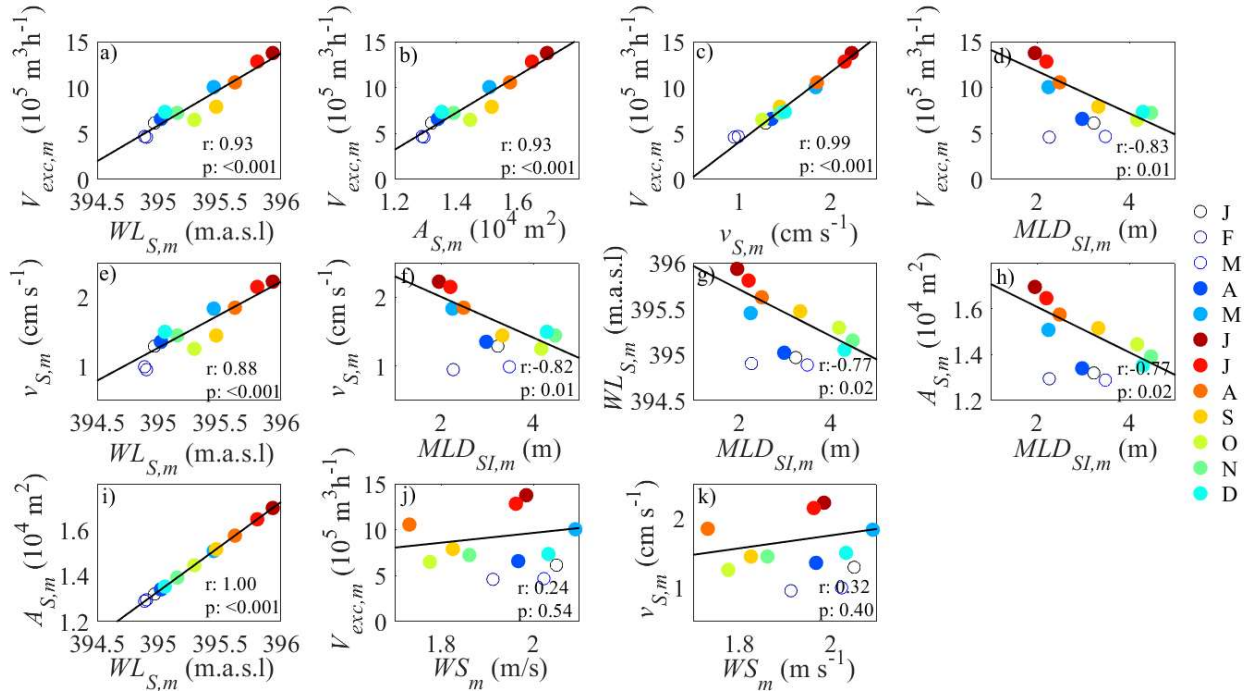 a)
V_exc,m (10^5 m^3h^-1)
15
10
5
0
r: 0.93
p: <0.001
394.5 395 395.5 396
WL_S,m (m.a.s.l)
b)
V_exc,m (10^5 m^3h^-1)
15
10
5
0
r: 0.93
p: <0.001
1.2 1.4 1.6
A_S,m (10^4 m^2)
c)
V_exc,m (10^5 m^3h^-1)
15
10
5
0
r: 0.99
p: <0.001
1 2
v_S,m (cm s^-1)
d)
V_exc,m (10^5 m^3h^-1)
15
10
5
0
r:-0.83
p: 0.01
2 4
MLD_SI,m (m)
e)
v_S,m (cm s^-1)
2
1
r: 0.88
p: <0.001
394.5 395 395.5 396
WL_S,m (m.a.s.l)
f)
v_S,m (cm s^-1)
2
1
r:-0.82
p: 0.01
2 4
MLD_SI,m (m)
g)
WL_S,m (m.a.s.l)
396
395.5
395
394.5
r:-0.77
p: 0.02
2 4
MLD_SI,m (m)
h)
A_S,m (10^4 m^2)
1.6
1.4
1.2
r:-0.77
p: 0.02
2 4
MLD_SI,m (m)
i)
A_S,m (10^4 m^2)
1.6
1.4
1.2
r: 1.00
p: <0.001
394.5 395 395.5 396
WL_S,m (m.a.s.l)
j)
V_exc,m (10^5 m^3h^-1)
15
10
5
0
r: 0.24
p: 0.54
1.8 2
WS_m (m/s)
k)
v_S,m (cm s^-1)
2
1
r: 0.32
p: 0.40
1.8 2
WS_m (m s^-1)
J
F
M
A
M
J
J
A
S
O
N
D